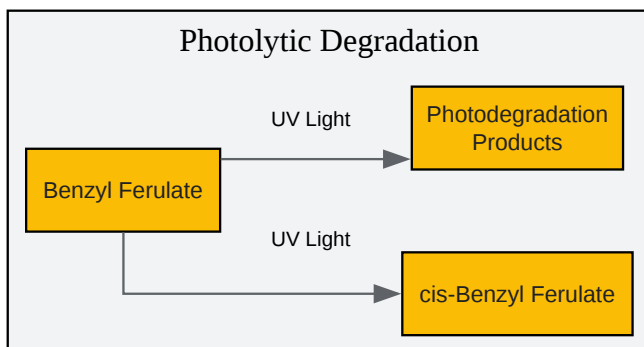 Photolytic Degradation
UV Light
Photodegradation
Products
Benzyl Ferulate
UV Light
cis-Benzyl Ferulate